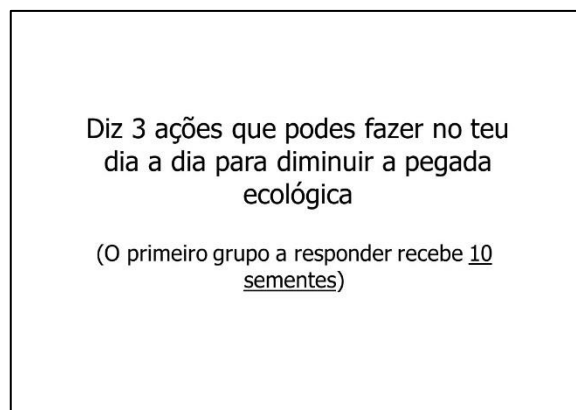 Diz 3 ações que podes fazer no teu
dia a dia para diminuir a pegada
ecológica
(O primeiro grupo a responder recebe 10
sementes)